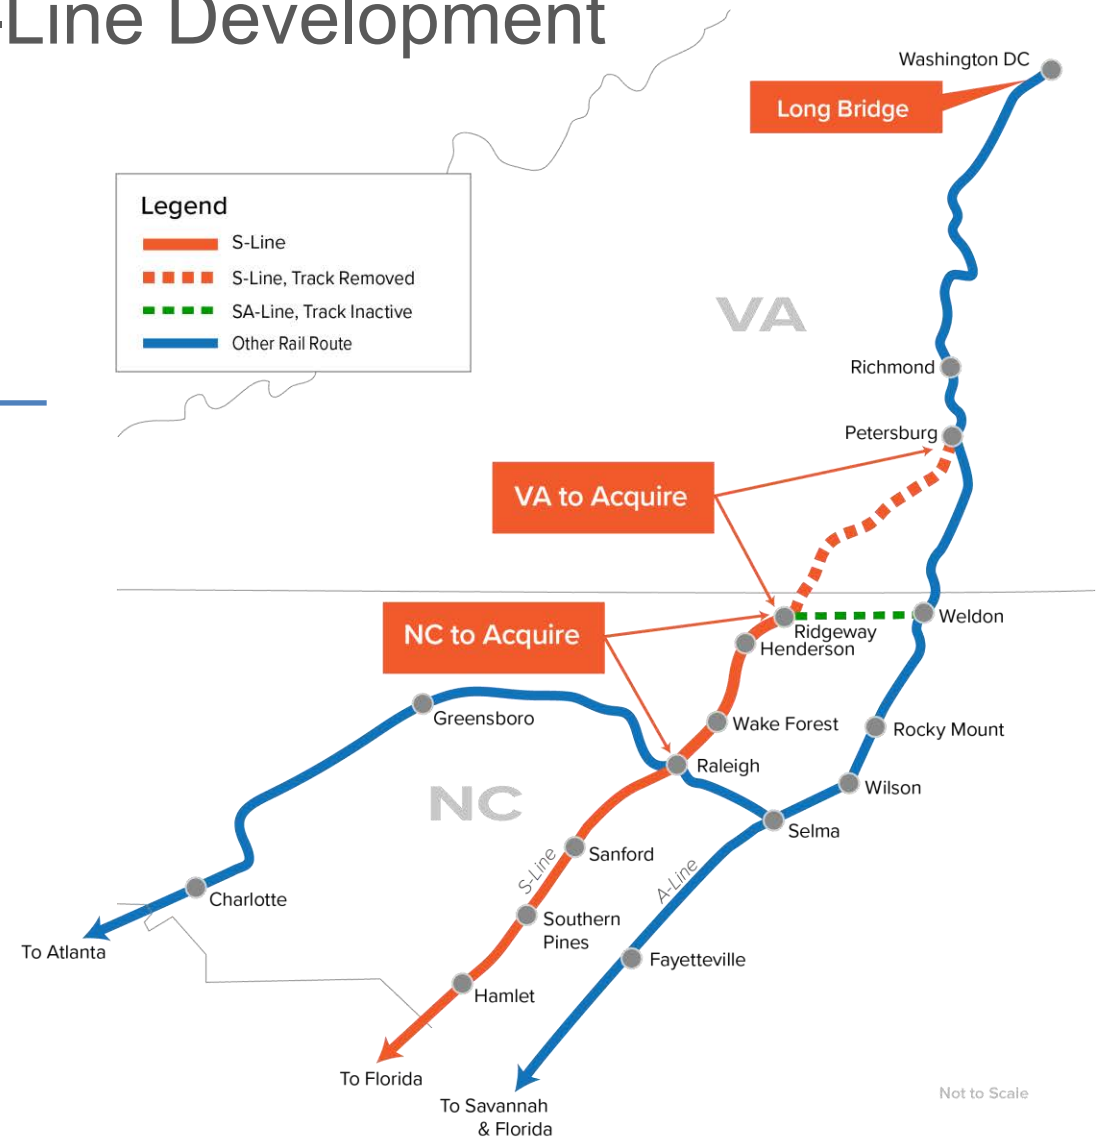 -Line Development
Washington DC
Long Bridge
Legend
S-Line
S-Line, Track Removed
SA-Line, Track Inactive
Other Rail Route
VA
Richmond
Petersburg
VA to Acquire
NC to Acquire
Weldon
Ridgeway
Henderson
Greensboro
Wake Forest
Rocky Mount
Raleigh
NC
Wilson
Selma
Sanford
S-Line
A-Line
Charlotte
Southern
Pines
To Atlanta
Fayetteville
Hamlet
To Florida
Not to Scale
To Savannah
& Florida